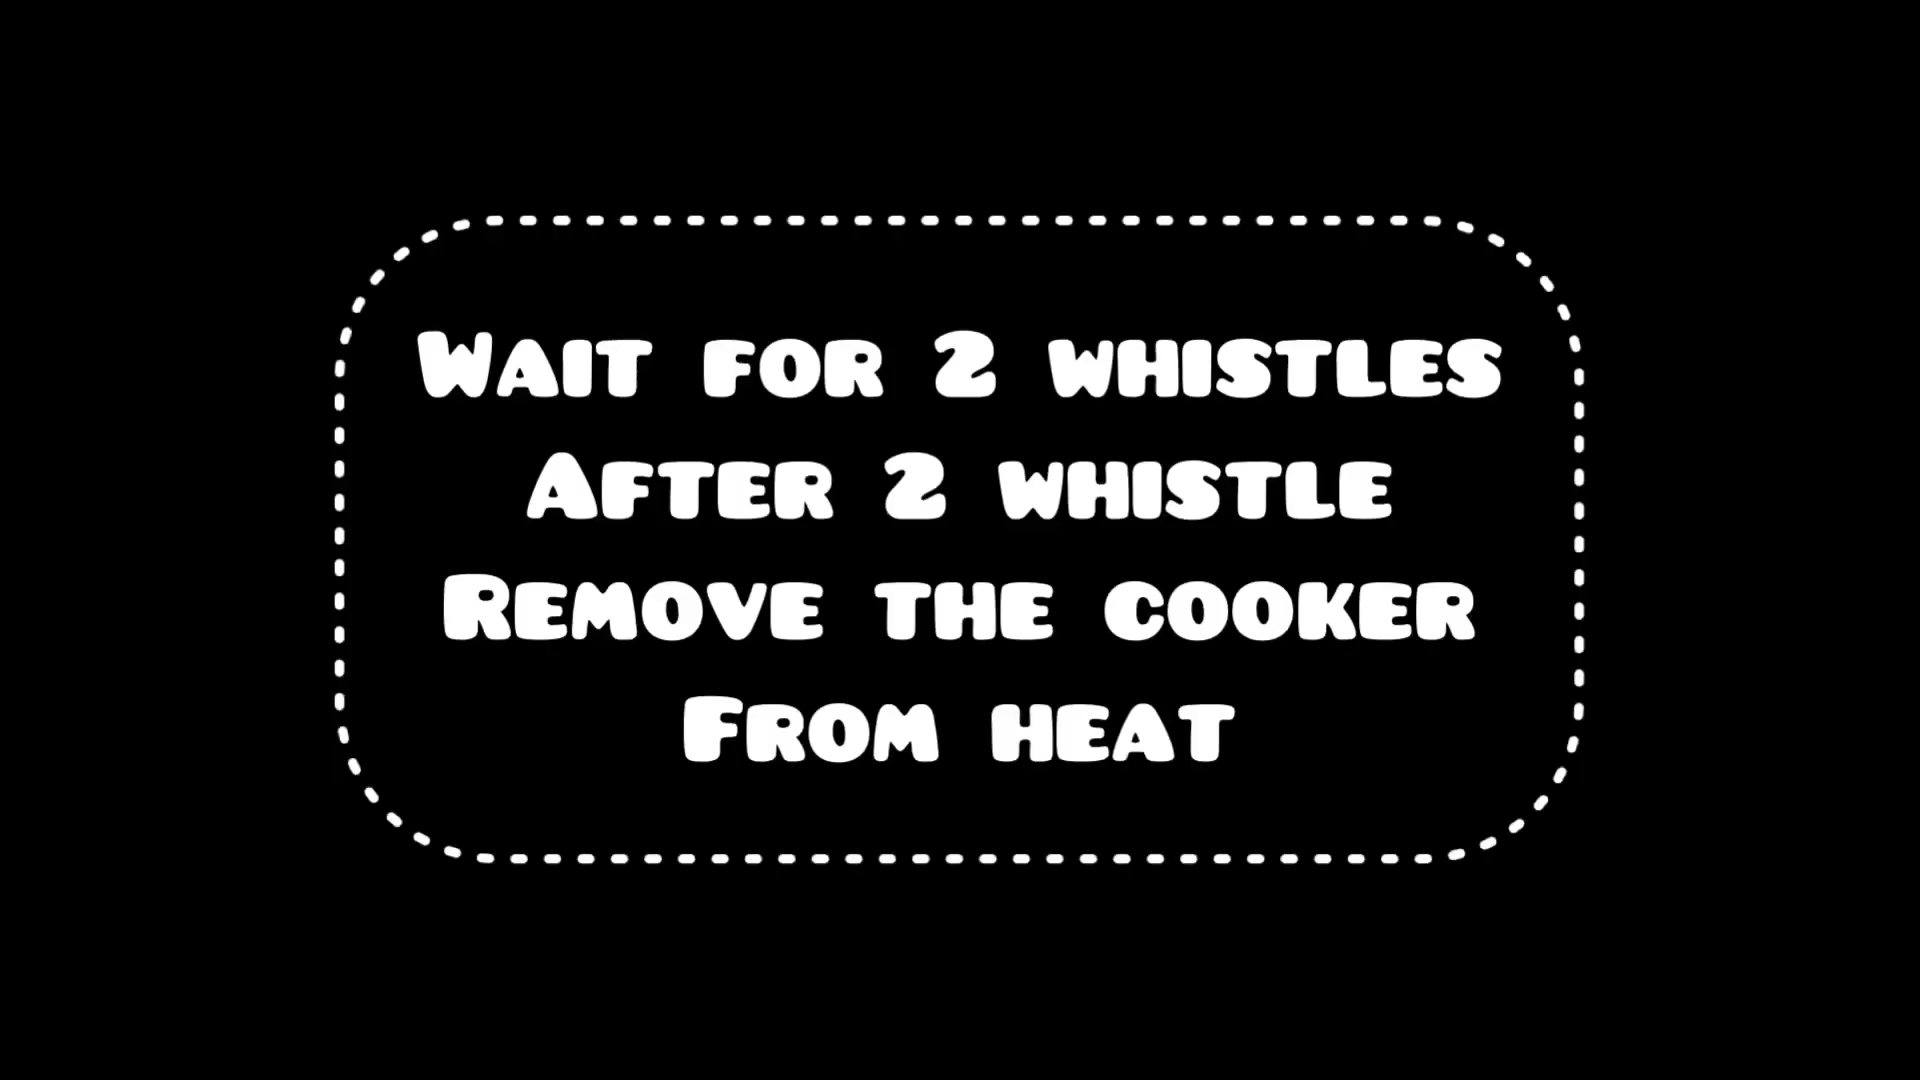 Wait for 2 whistles
After 2 whistle
Remove the cooker
From heat